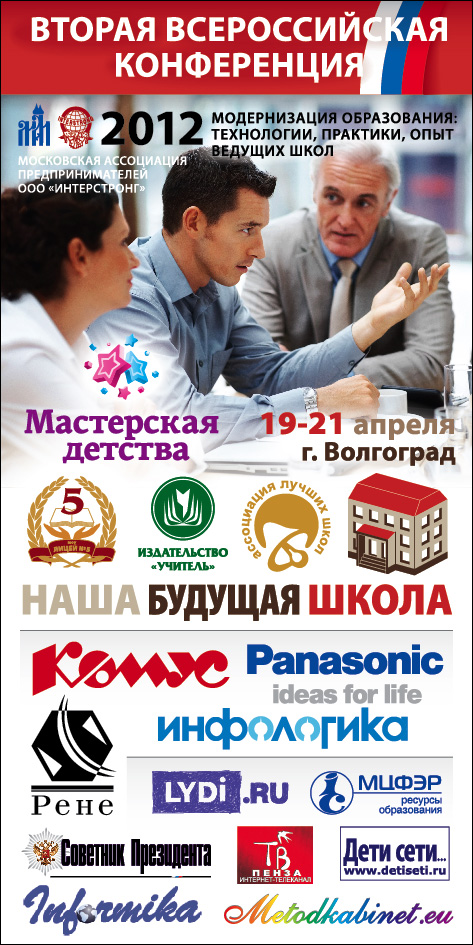 ВТОРАЯ ВСЕРОССИЙСКАЯ
КОНФЕРЕНЦИЯ
2012
МОДЕРНИЗАЦИЯ ОБРАЗОВАНИЯ:
ТЕХНОЛОГИИ, ПРАКТИКИ, ОПЫТ
ВЕДУЩИХ ШКОЛ
МОСКОВСКАЯ АССОЦИАЦИЯ
ПРЕДПРИНИМАТЕЛЕЙ
ООО «ИНТЕРСТРОНГ»
Мастерская
детства
19-21 апреля
г. Волгоград
5
ЛИЦЕЙ №5
ИЗДАТЕЛЬСТВО
«УЧИТЕЛЬ»
ассоциация лучших школ
НАША БУДУЩАЯ ШКОЛА
Комус
Panasonic
ideas for life
Рене
инфологика
LYDi.RU
МЦФЭР
ресурсы
образования
Советник Президента
ТВ
ПЕНЗА
ИНТЕРНЕТ-ТЕЛЕКАНАЛ
Дети сети...
www.detiseti.ru
Informika
Metodkabinet.eu